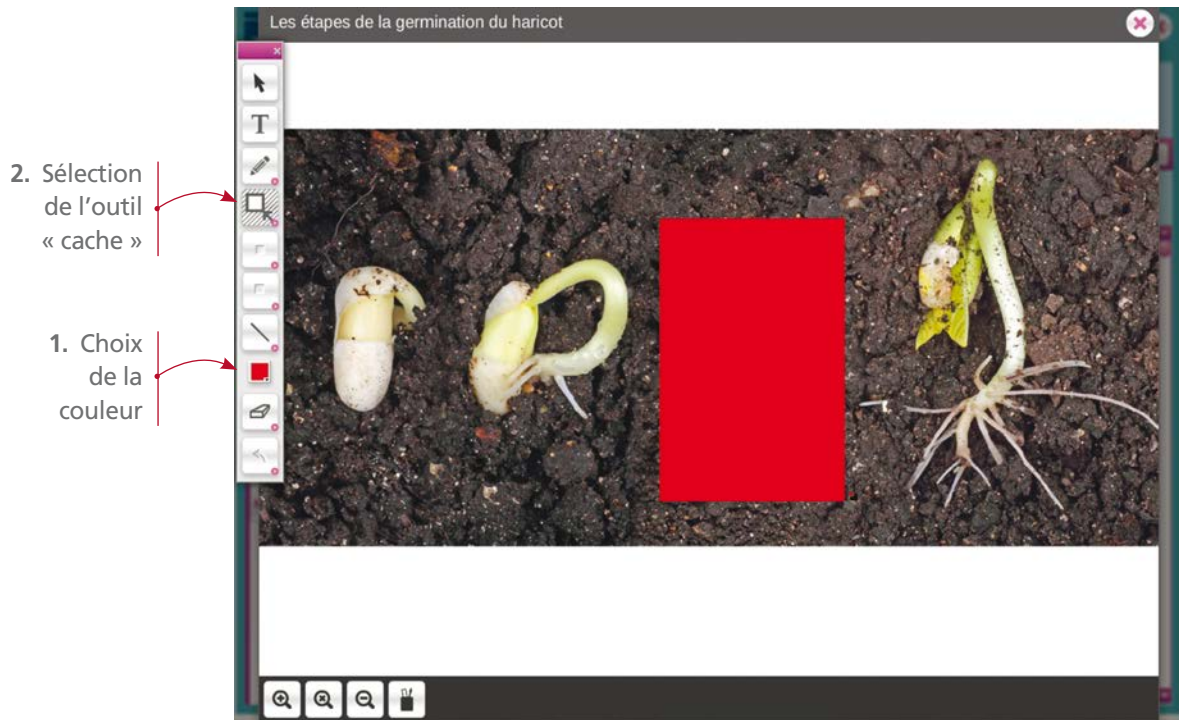 Les étapes de la germination du haricot
T
2. Sélection
de l’outil
« cache »
1. Choix
de la
couleur